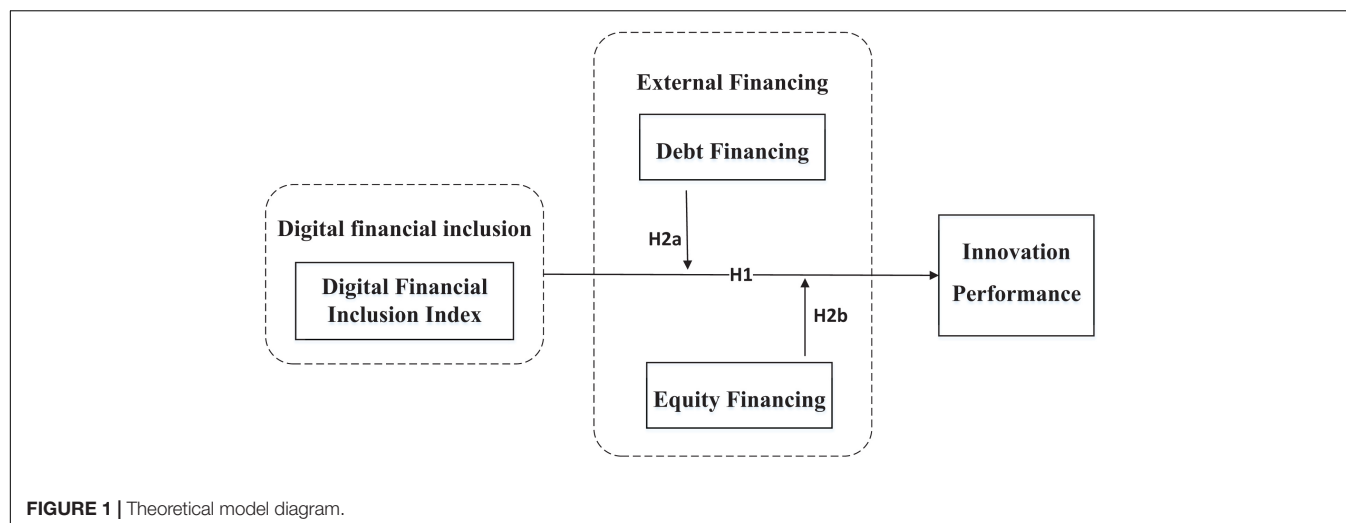 External Financing
Debt Financing
Digital financial inclusion
Digital Financial
Inclusion Index
H2a
H1
H2b
Equity Financing
Innovation
Performance
FIGURE 1 | Theoretical model diagram.